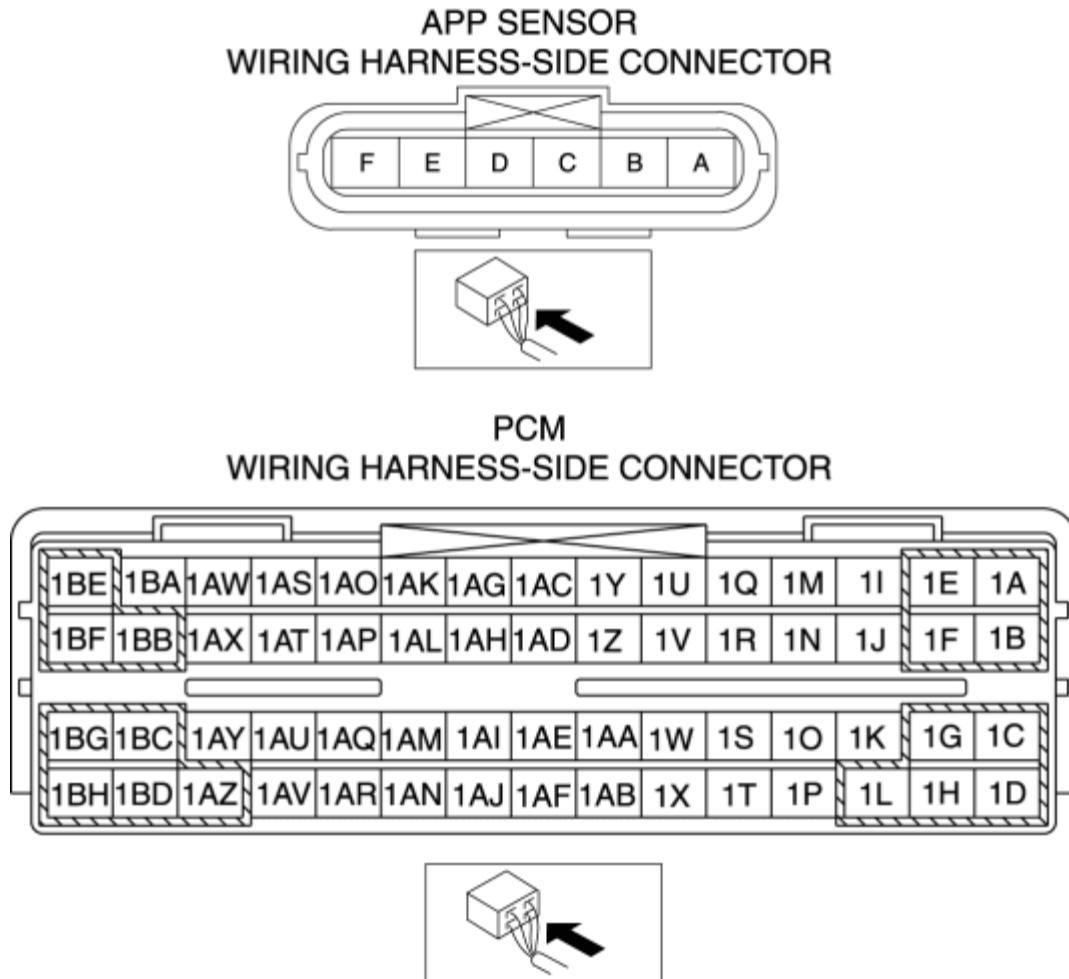 APP SENSOR
WIRING HARNESS-SIDE CONNECTOR
F E D C B A
PCM
WIRING HARNESS-SIDE CONNECTOR
1BE 1BA 1AW 1AS 1AO 1AK 1AG 1AC 1Y 1U 1Q 1M 1I 1E 1A
1BF 1BB 1AX 1AT 1AP 1AL 1AH 1AD 1Z 1V 1R 1N 1J 1F 1B
1BG 1BC 1AY 1AU 1AQ 1AM 1AI 1AE 1AA 1W 1S 1O 1K 1G 1C
1BH 1BD 1AZ 1AV 1AR 1AN 1AJ 1AF 1AB 1X 1T 1P 1L 1H 1D